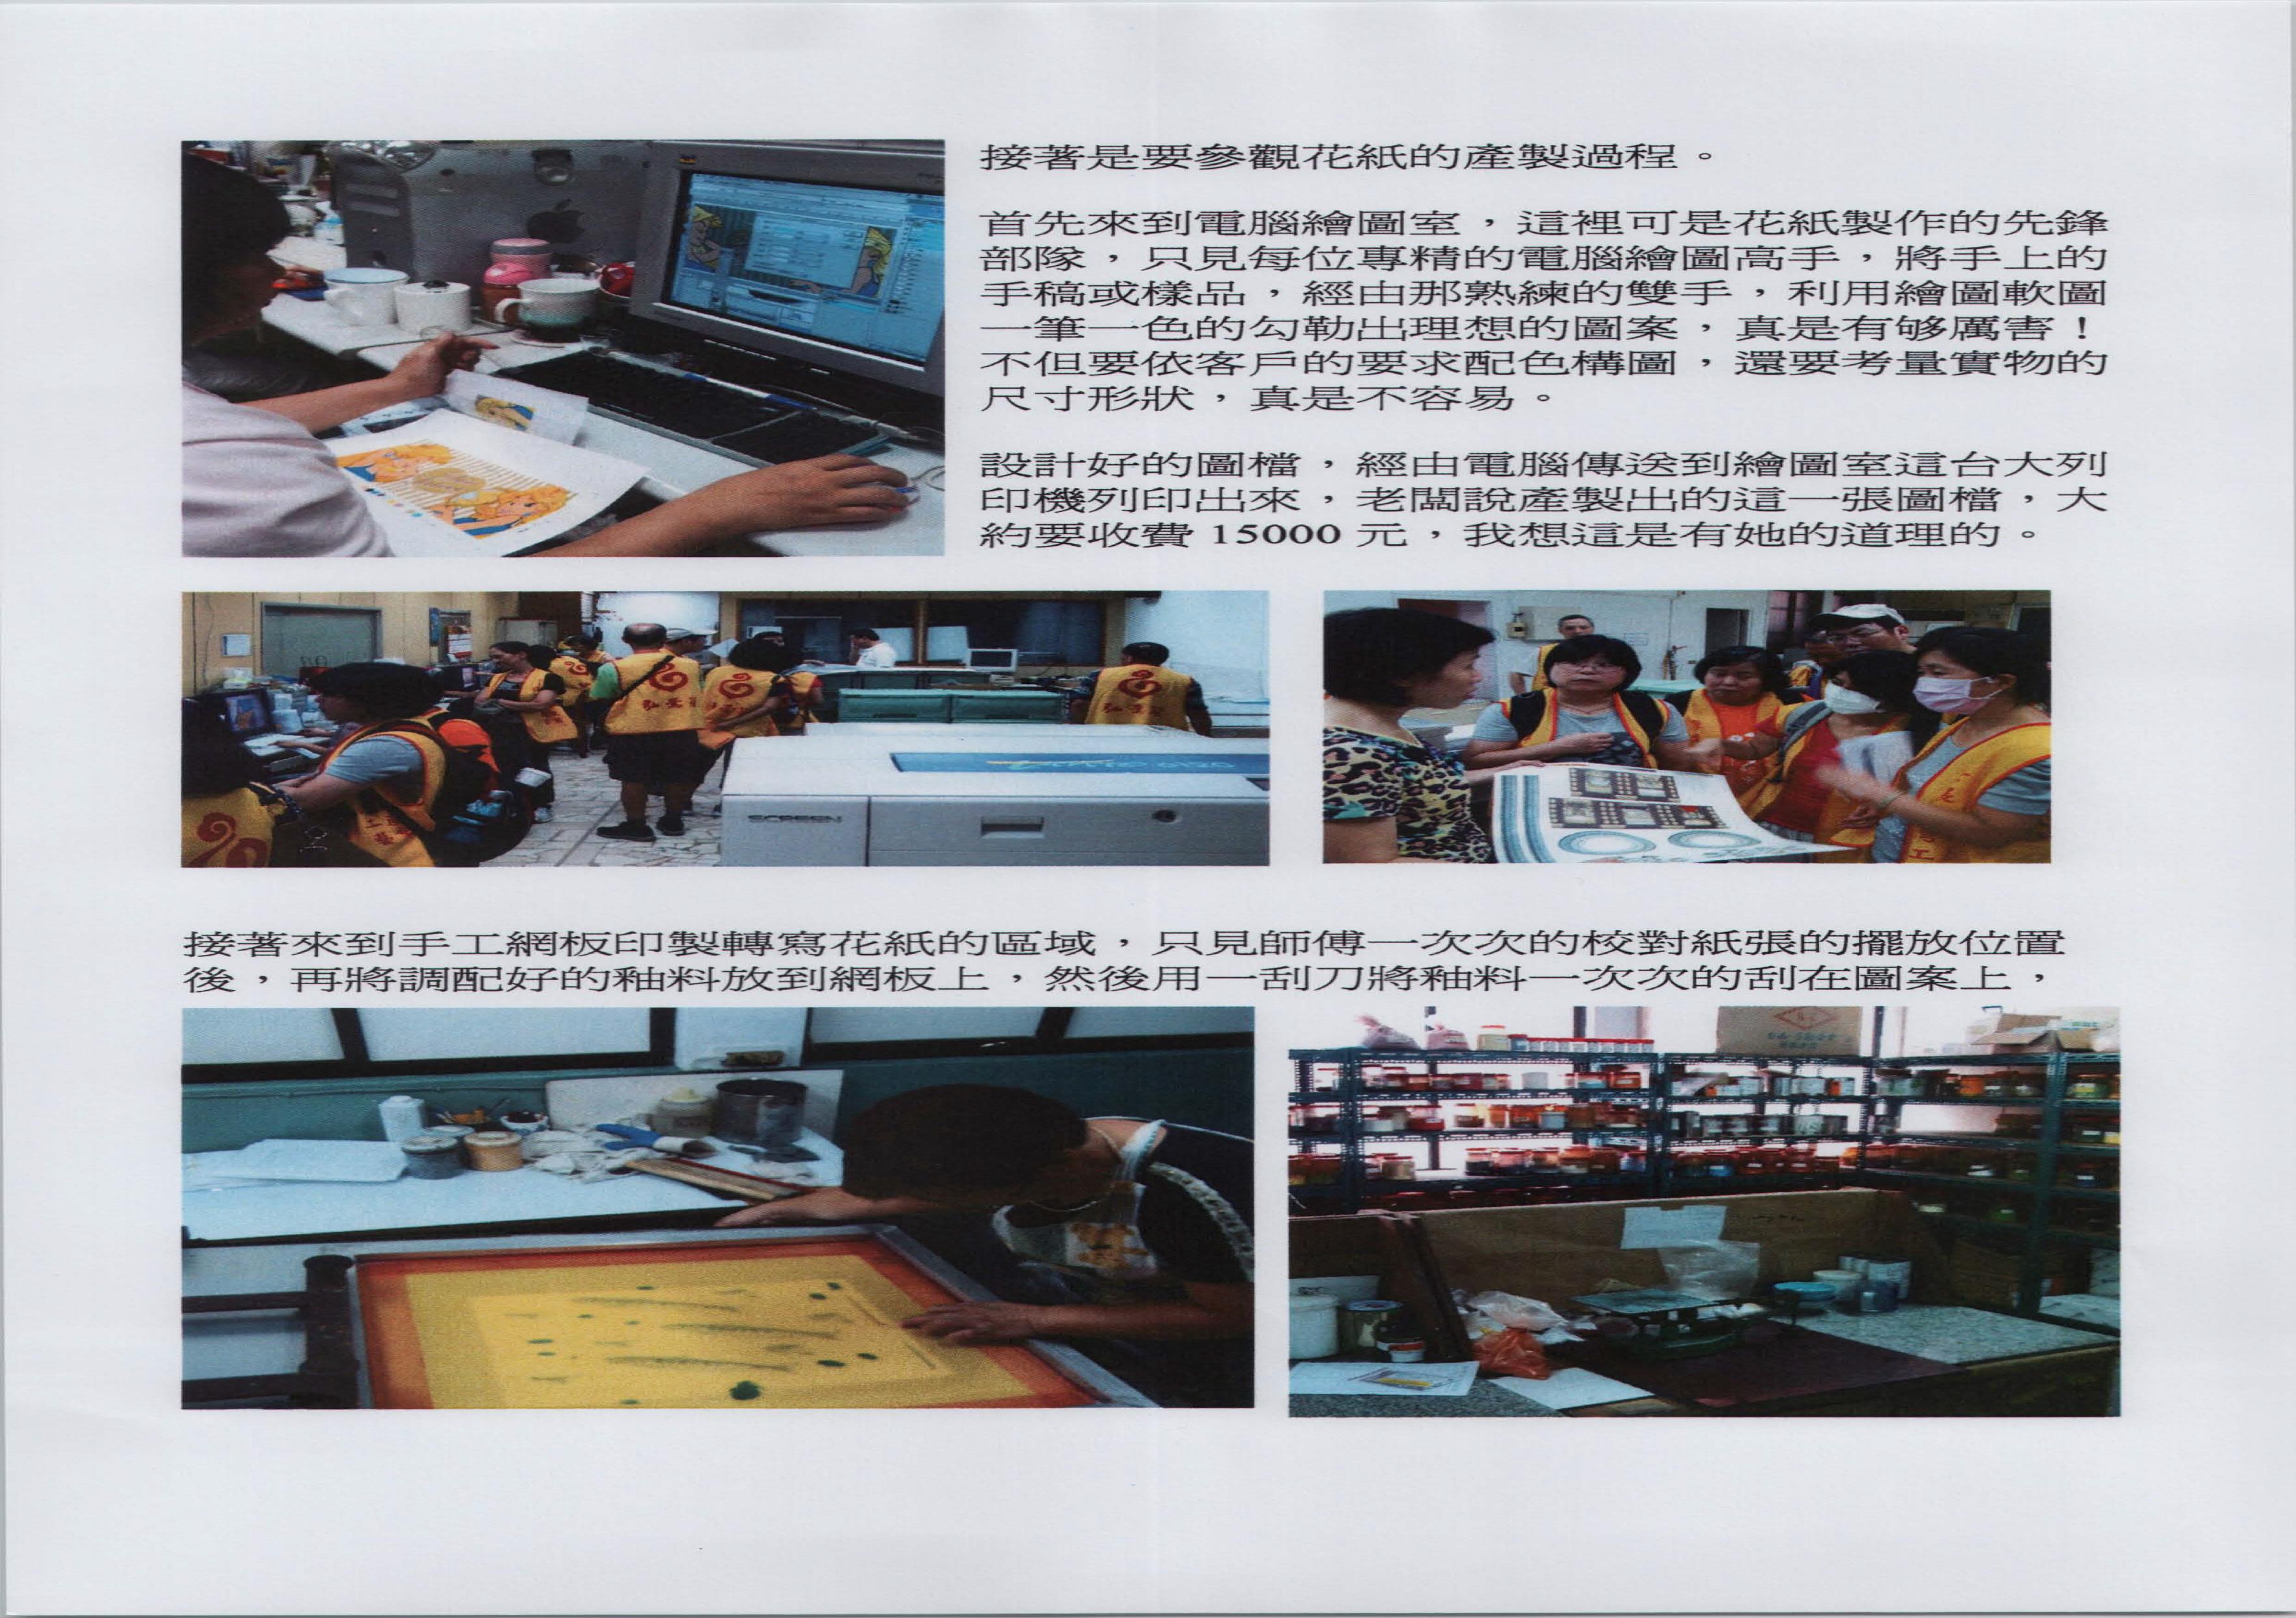 接著是要參觀花紙的產製過程。
首先來到電腦繪圖室，這裡可是花紙製作的先鋒
部隊，只見每位專精的電腦繪圖高手，將手上的
手稿或樣品，經由那熟練的雙手，利用繪圖軟圖
一筆一色的勾勒出理想的圖案，真是有够厲害！
不但要依客戶的要求配色構圖，還要考量實物的
尺寸形狀，真是不容易。
設計好的圖檔，經由電腦傳送到繪圖室這台大列
印機列印出來，老闆說產製出的這一張圖檔，大
約要收費 15000 元，我想這是有她的道理的。
SCREEN
接著來到手工網板印製轉寫花紙的區域，只見師傅一次次的校對紙張的擺放位置
後，再將調配好的釉料放到網板上，然後用一刮刀將釉料一次次的刮在圖案上，